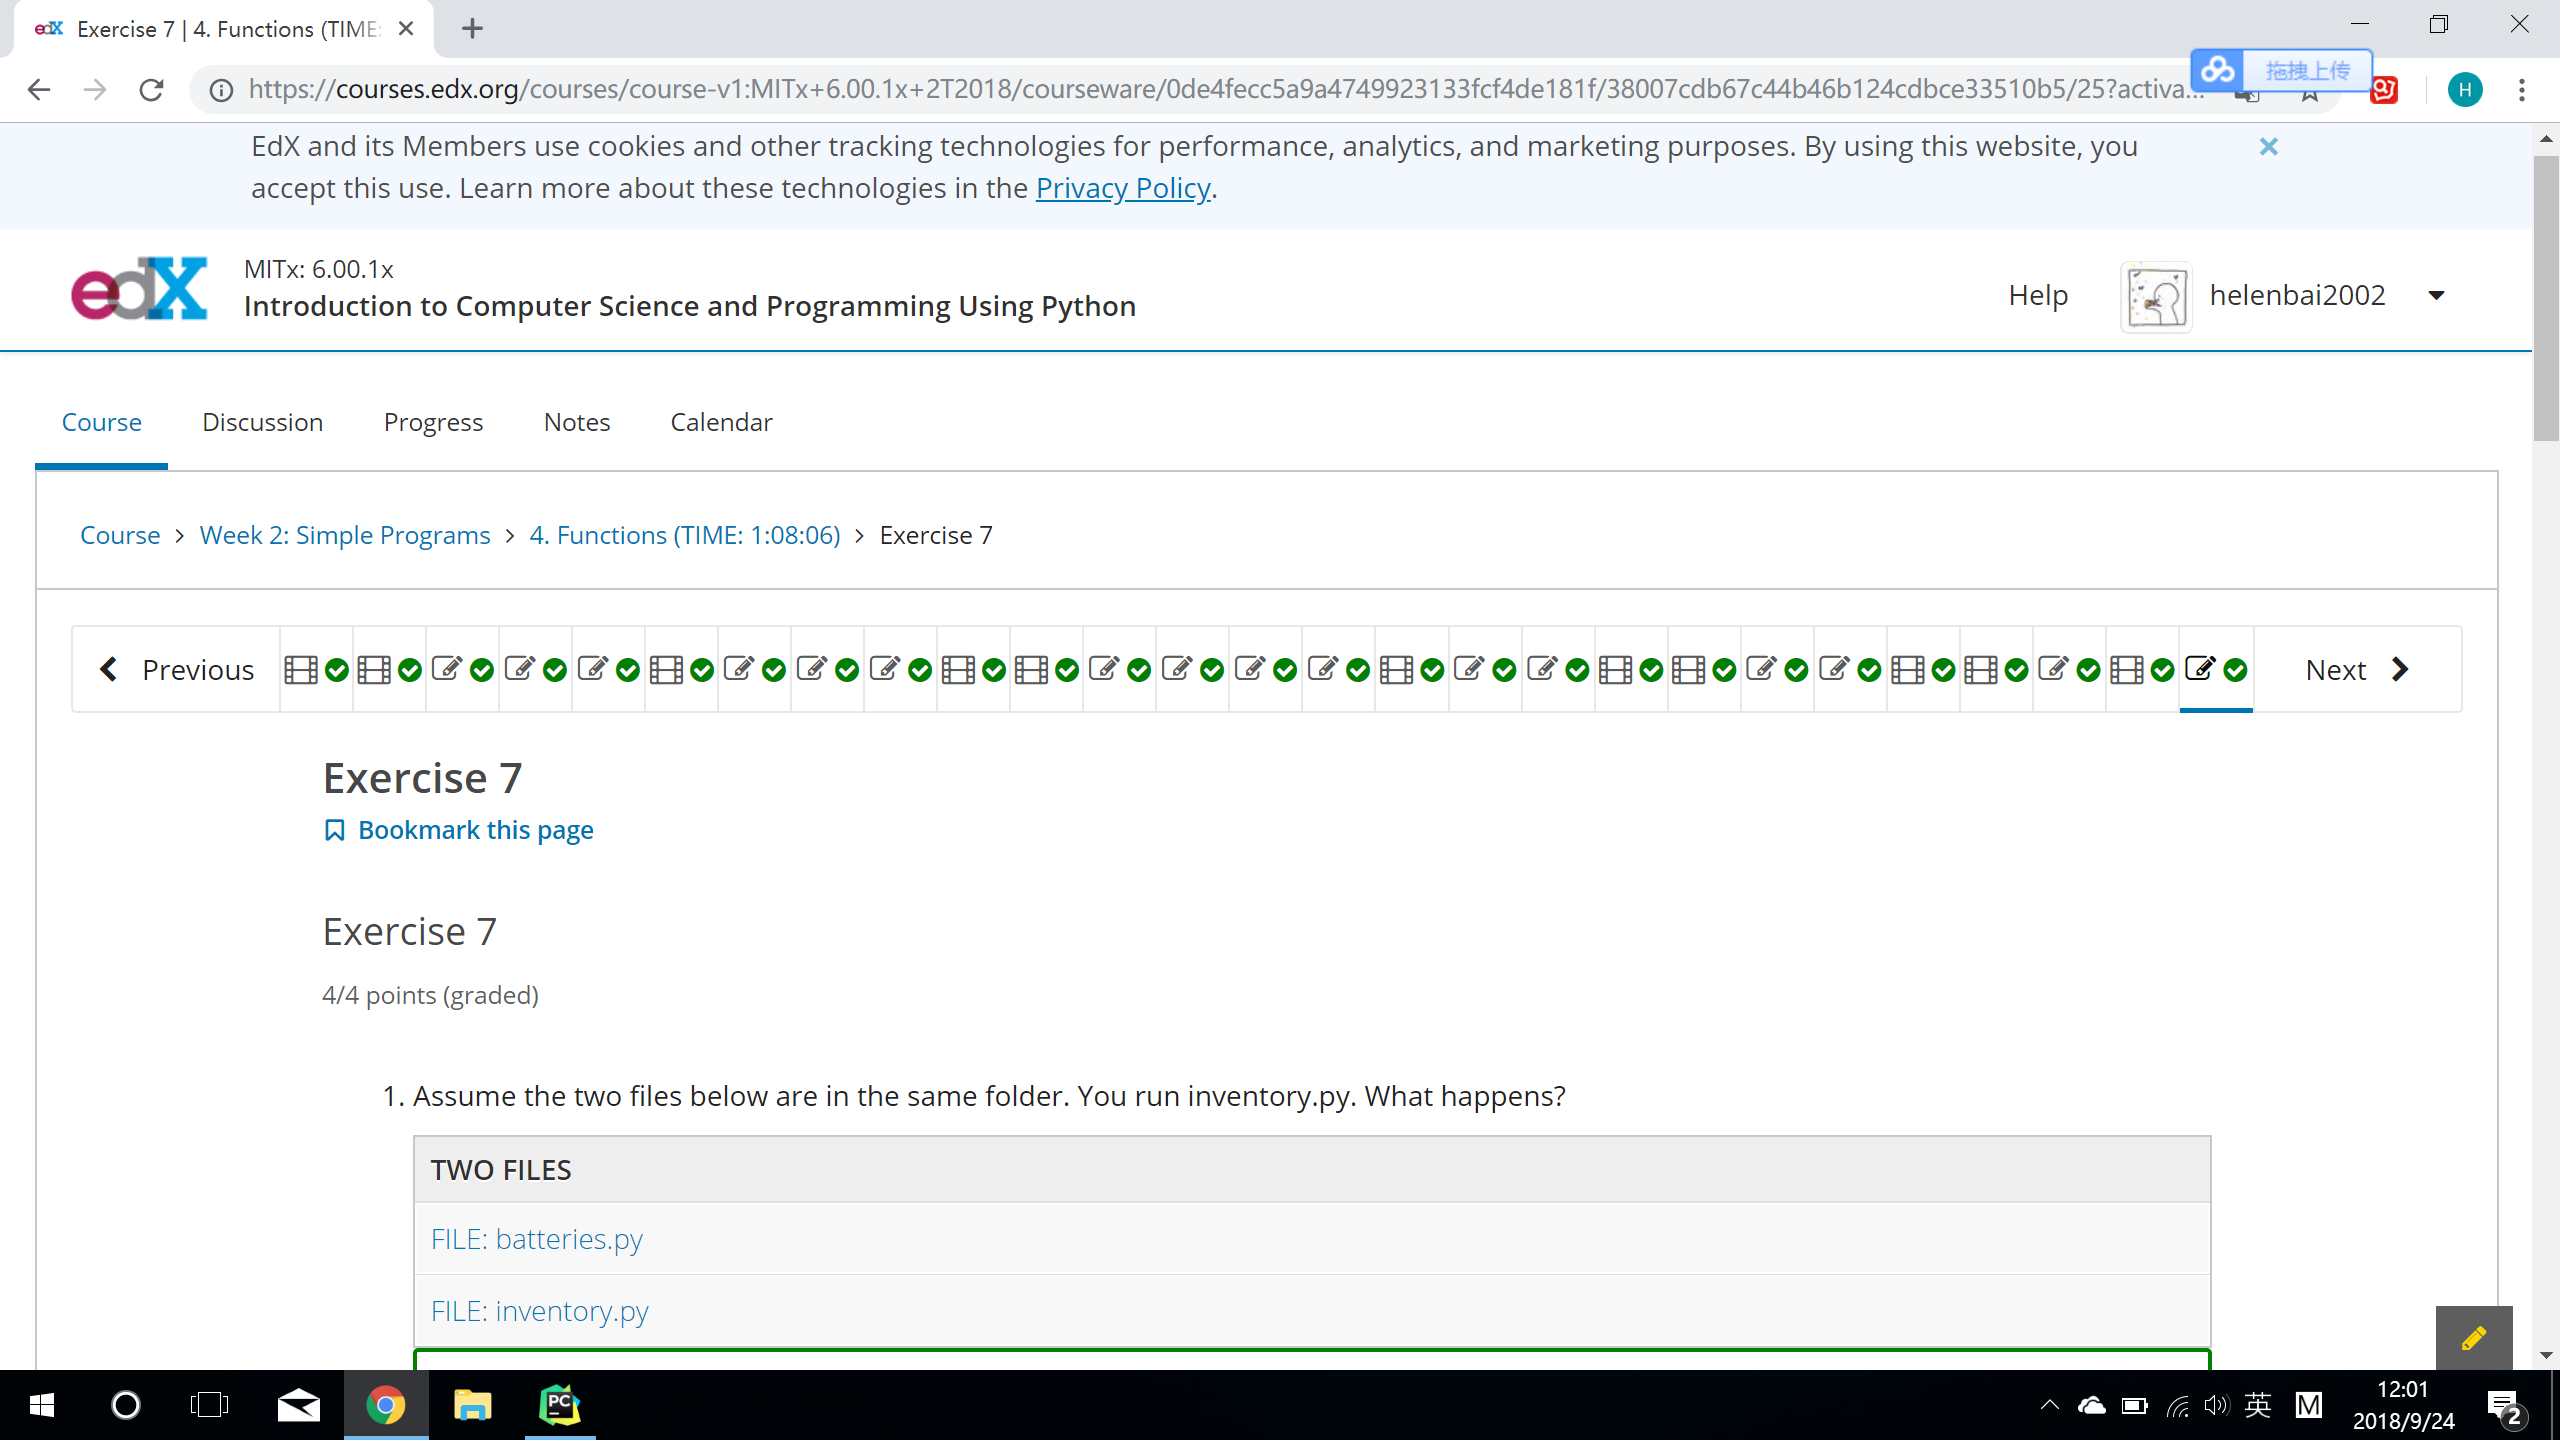 edX Exercise 7 | 4. Functions (TIME:
https://courses.edx.org/courses/course-v1:MITx+6.00.1x+2T2018/courseware/0de4fecc5a9a4749923133fcf4de181f/38007cdb67c44b46b124cdbce33510b5/25?activa...
拖拽上传
H
EdX and its Members use cookies and other tracking technologies for performance, analytics, and marketing purposes. By using this website, you
accept this use. Learn more about these technologies in the Privacy Policy.
edX
MITx: 6.00.1x
Introduction to Computer Science and Programming Using Python
Help
helenbai2002
Course Discussion Progress Notes Calendar
Course > Week 2: Simple Programs > 4. Functions (TIME: 1:08:06) > Exercise 7
Previous
Next
Exercise 7
Bookmark this page
Exercise 7
4/4 points (graded)
1. Assume the two files below are in the same folder. You run inventory.py. What happens?
TWO FILES
FILE: batteries.py
FILE: inventory.py
PC
英
M
12:01
2018/9/24
2